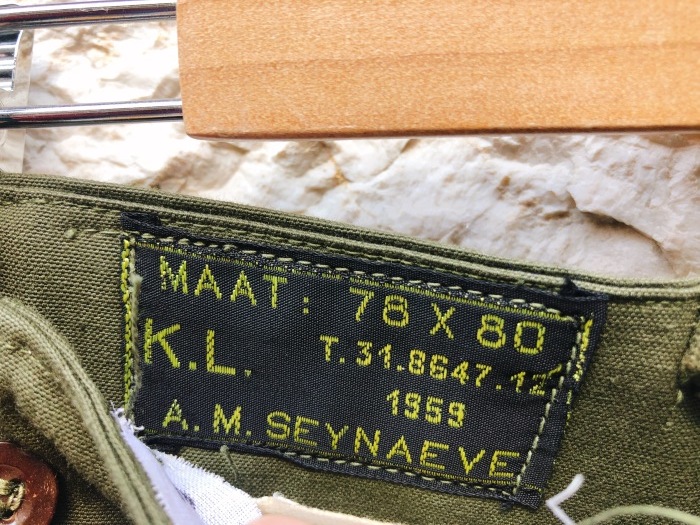 MAAT: 78 X 80
K.L. T.31.8647.12
1959
A.M. SEYNAEVE